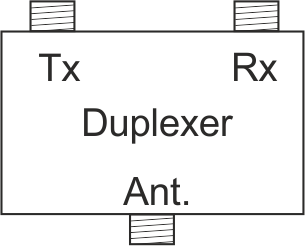 Tx Rx
Duplexer
Ant.